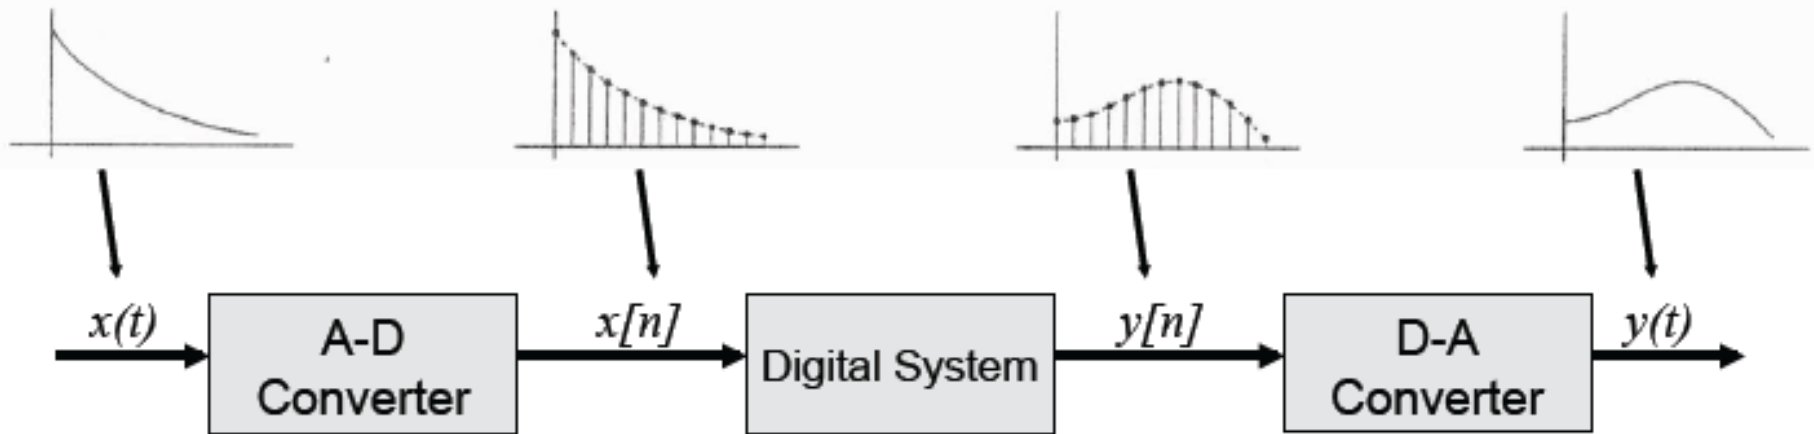 x(t)
A-D
Converter
x[n]
Digital System
y[n]
D-A
Converter
y(t)